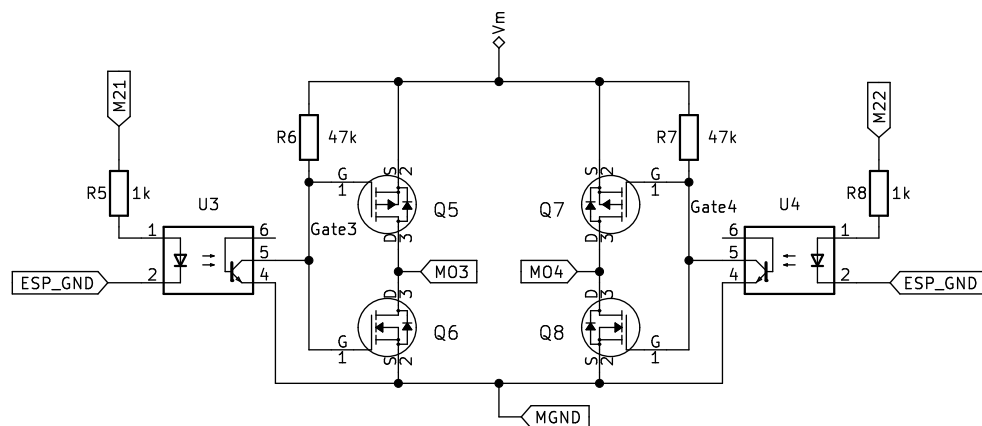 Vm
M21
M22
R6 47k
R7 47k
R5 1k
R8 1k
U3
U4
G 1
S 2
Q5
D 3
Gate3
G 1
S 2
Q7
D 3
Gate4
1
2
6
5
4
6
5
4
1
2
ESP_GND
ESP_GND
MO3
MO4
D 3
G 1
S 2
Q6
D 3
G 1
S 2
Q8
MGND